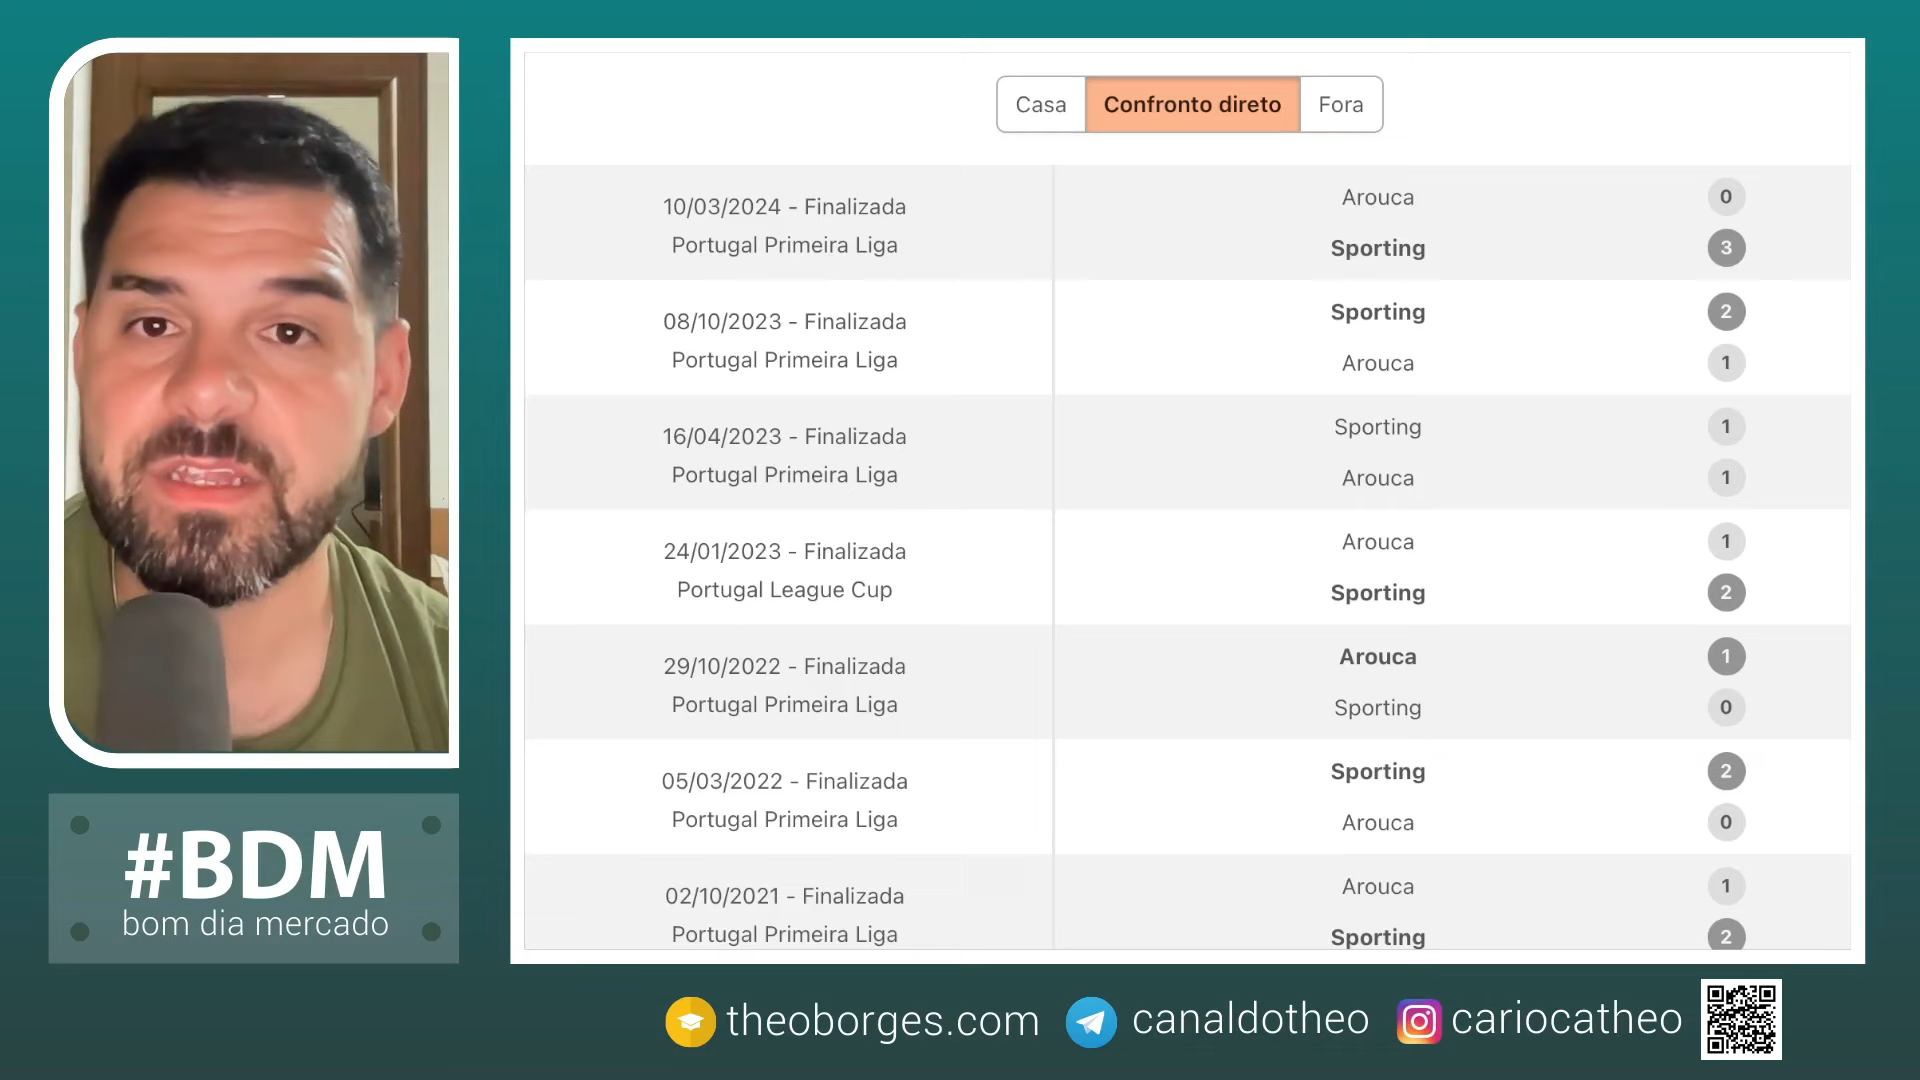 Casa Confronto direto Fora
10/03/2024 - Finalizada
Portugal Primeira Liga
Arouca 0
Sporting 3
08/10/2023 - Finalizada
Portugal Primeira Liga
Sporting 2
Arouca 1
16/04/2023 - Finalizada
Portugal Primeira Liga
Sporting 1
Arouca 1
24/01/2023 - Finalizada
Portugal League Cup
Arouca 1
Sporting 2
29/10/2022 - Finalizada
Portugal Primeira Liga
Arouca 1
Sporting 0
05/03/2022 - Finalizada
Portugal Primeira Liga
Sporting 2
Arouca 0
02/10/2021 - Finalizada
Portugal Primeira Liga
Arouca 1
Sporting 2
#BDM
bom dia mercado
theoborges.com canaldotheo cariocatheo